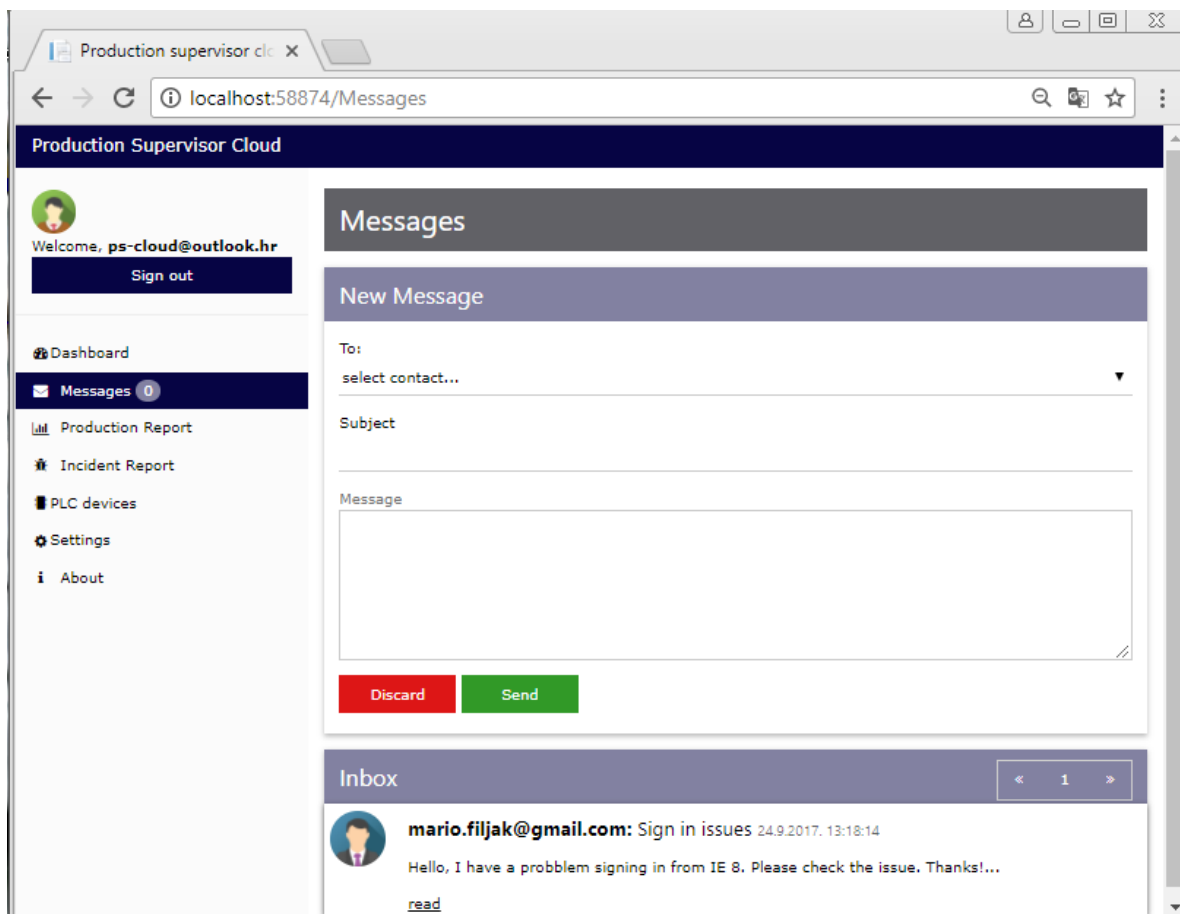 Production supervisor clo
localhost:58874/Messages
Production Supervisor Cloud
Welcome, ps-cloud@outlook.hr
Sign out
Dashboard
Messages 0
Production Report
Incident Report
PLC devices
Settings
i About
Messages
New Message
To:
select contact...
Subject
Message
Discard Send
Inbox
« 1 »
mario.filjak@gmail.com: Sign in issues 24.9.2017. 13:18:14
Hello, I have a probblem signing in from IE 8. Please check the issue. Thanks!...
read